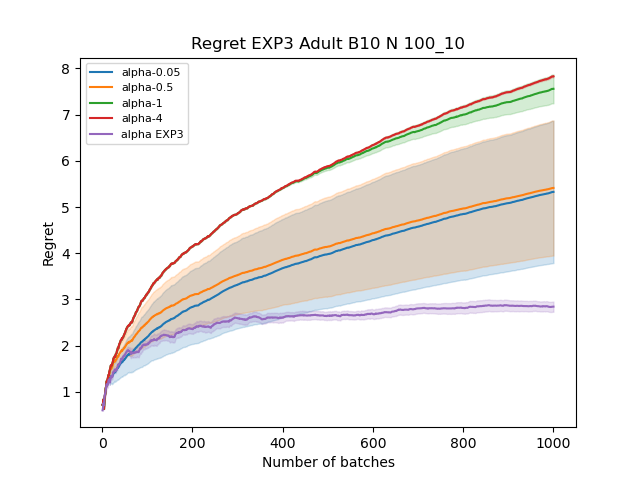 Regret EXP3 Adult B10 N 100_10
alpha-0.05
alpha-0.5
alpha-1
alpha-4
alpha EXP3
Regret
8
7
6
5
4
3
2
1
0 200 400 600 800 1000
Number of batches